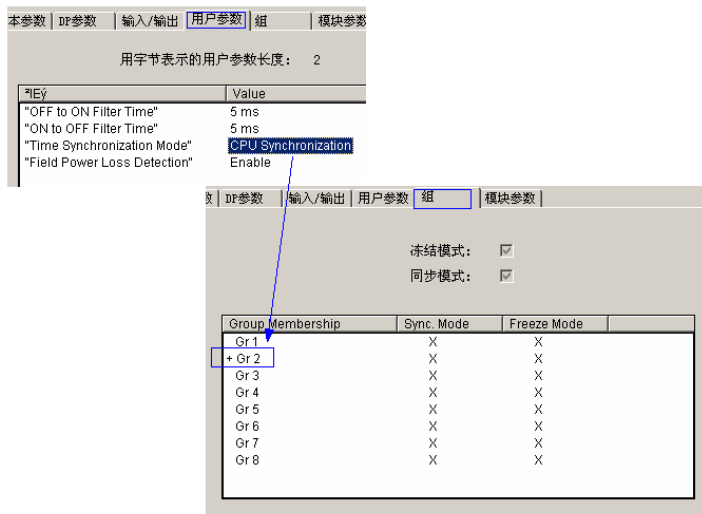 本参数 DP参数 输入/输出 用户参数 组 模块参数
用字节表示的用户参数长度： 2
ªÎEý Value
"OFF to ON Filter Time" 5 ms
"ON to OFF Filter Time" 5 ms
"Time Synchronization Mode" CPU Synchronization
"Field Power Loss Detection" Enable
数 DP参数 输入/输出 用户参数 组 模块参数
冻结模式：
同步模式：
Group Membership Sync. Mode Freeze Mode
Gr 1 X X
+ Gr 2 X X
Gr 3 X X
Gr 4 X X
Gr 5 X X
Gr 6 X X
Gr 7 X X
Gr 8 X X